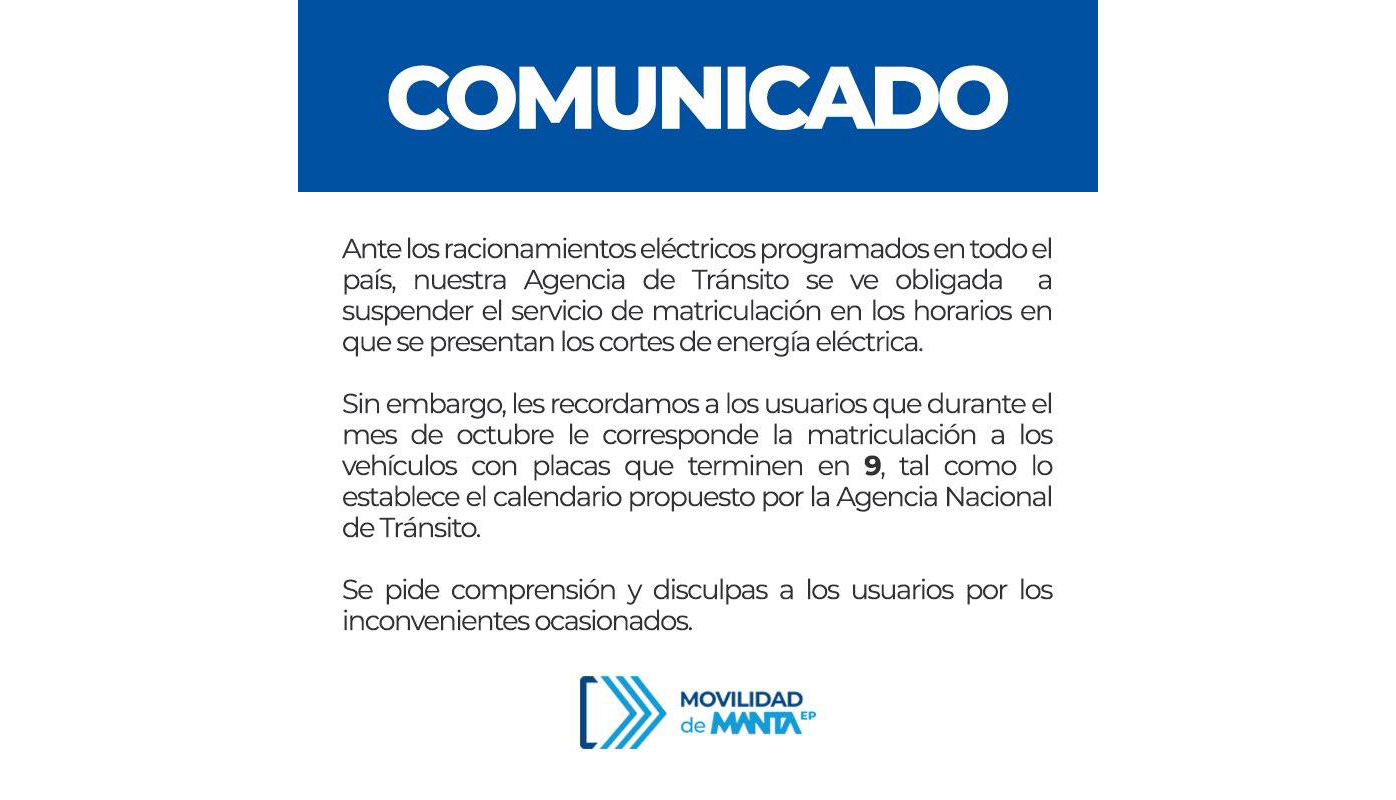 COMUNICADO
Ante los racionamientos eléctricos programados en todo el
país, nuestra Agencia de Tránsito se ve obligada a
suspender el servicio de matriculación en los horarios en
que se presentan los cortes de energía eléctrica.
Sin embargo, les recordamos a los usuarios que durante el
mes de octubre le corresponde la matriculación a los
vehículos con placas que terminen en 9, tal como lo
establece el calendario propuesto por la Agencia Nacional
de Tránsito.
Se pide comprensión y disculpas a los usuarios por los
inconvenientes ocasionados.
MOVILIDAD
de MANTA EP